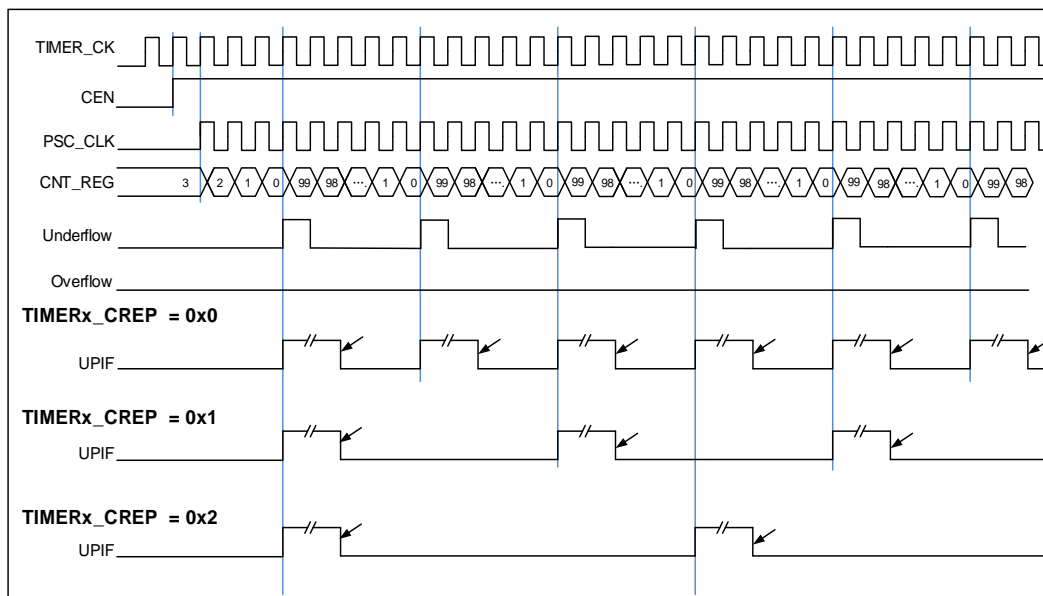 TIMER_CK
CEN
PSC_CLK
CNT_REG 3 2 1 0 99 98 .... 1 0 99 98 .... 1 0 99 98 .... 1 0 99 98 .... 1 0 99 98 .... 1 0 99 98
Underflow
Overflow
TIMERx_CREP = 0x0
UPIF
TIMERx_CREP = 0x1
UPIF
TIMERx_CREP = 0x2
UPIF